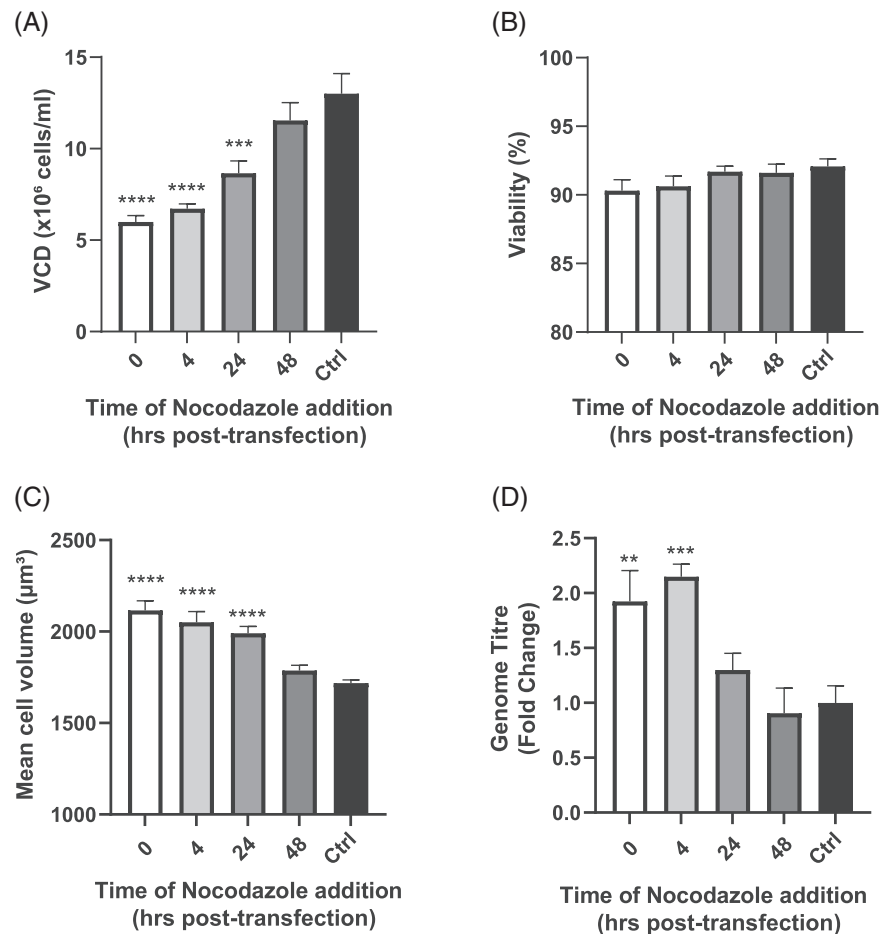 (A)
15
10
5
0
VCD (x10⁶ cells/ml)
****
****
***
0
4
24
48
Ctrl
Time of Nocodazole addition
(hrs post-transfection)
(B)
100
95
90
85
80
Viability (%)
0
4
24
48
Ctrl
Time of Nocodazole addition
(hrs post-transfection)
(C)
2500
2000
1500
1000
Mean cell volume (µm³)
****
****
****
0
4
24
48
Ctrl
Time of Nocodazole addition
(hrs post-transfection)
(D)
2.5
2.0
1.5
1.0
0.5
0.0
Genome Titre
(Fold Change)
**
***
0
4
24
48
Ctrl
Time of Nocodazole addition
(hrs post-transfection)